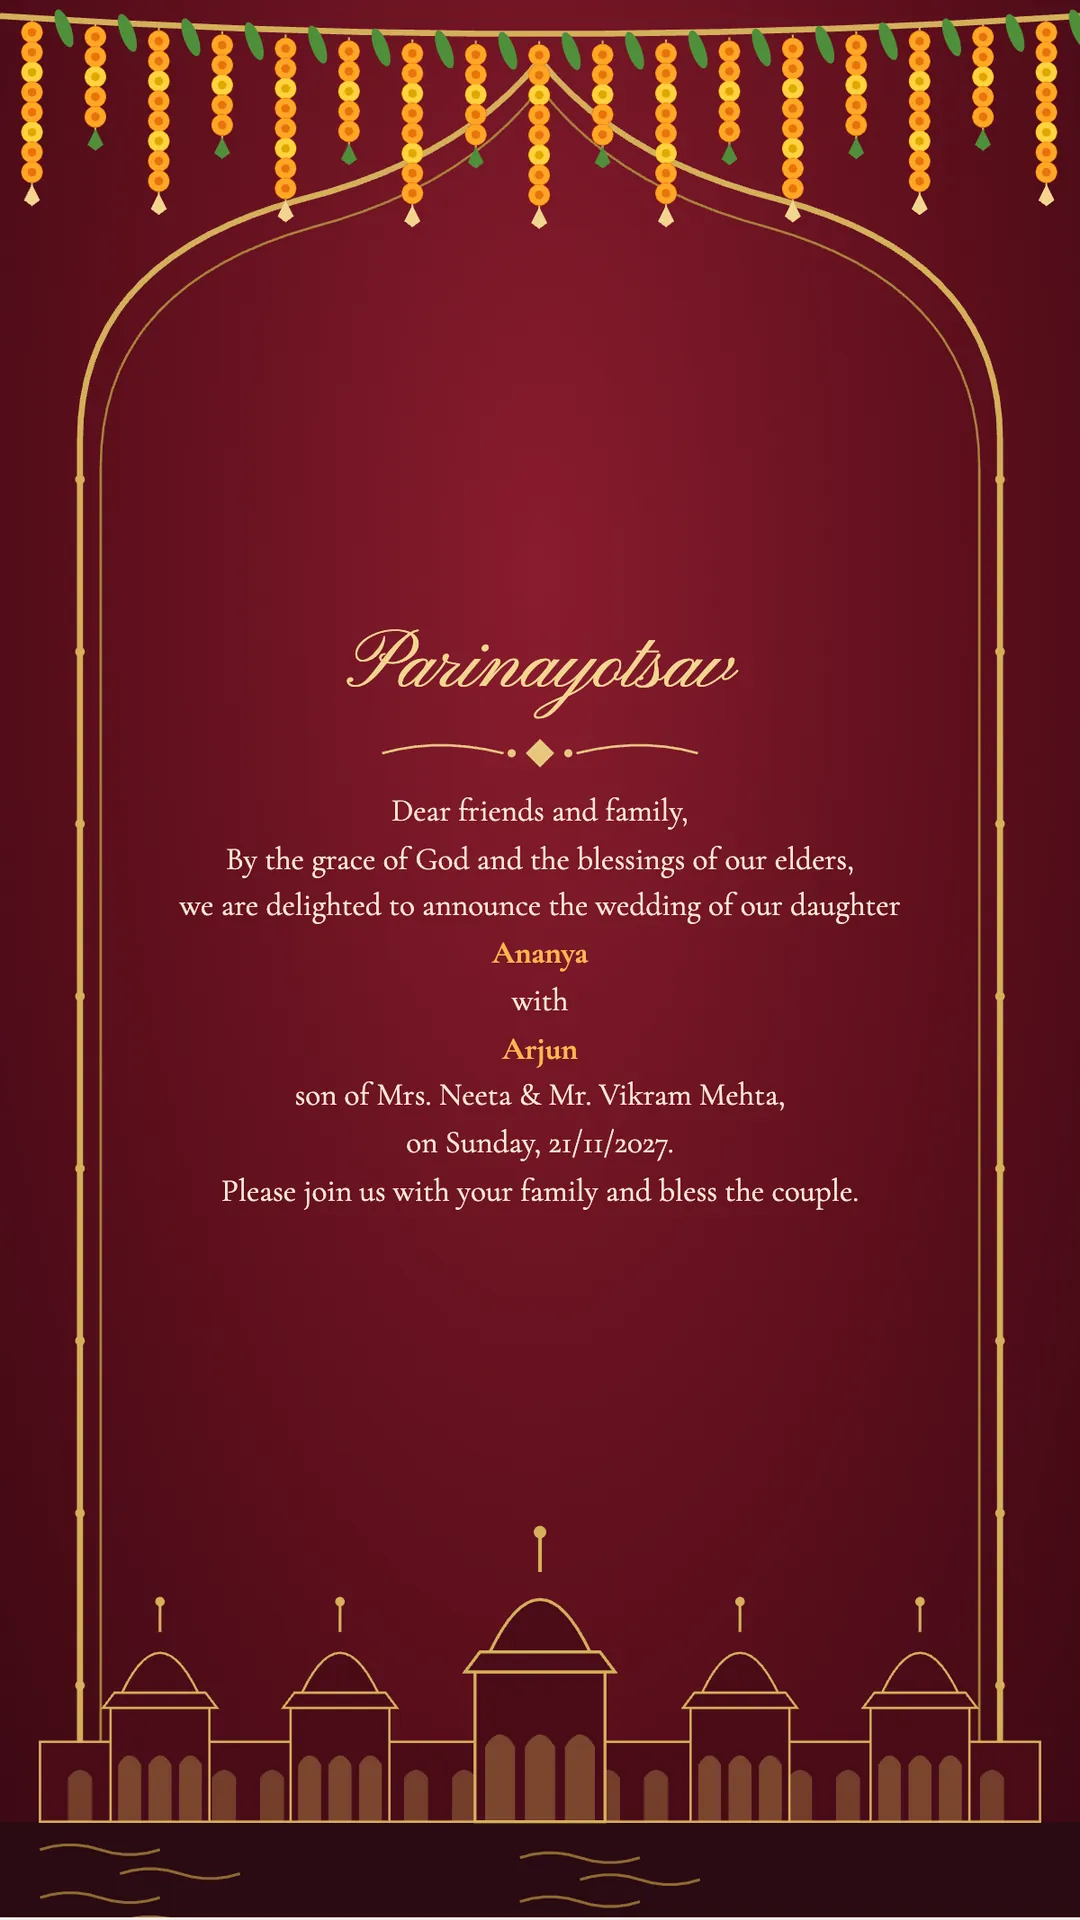 Parinayotsav
Dear friends and family,
By the grace of God and the blessings of our elders,
we are delighted to announce the wedding of our daughter
Ananya
with
Arjun
son of Mrs. Neeta & Mr. Vikram Mehta,
on Sunday, 21/11/2027.
Please join us with your family and bless the couple.